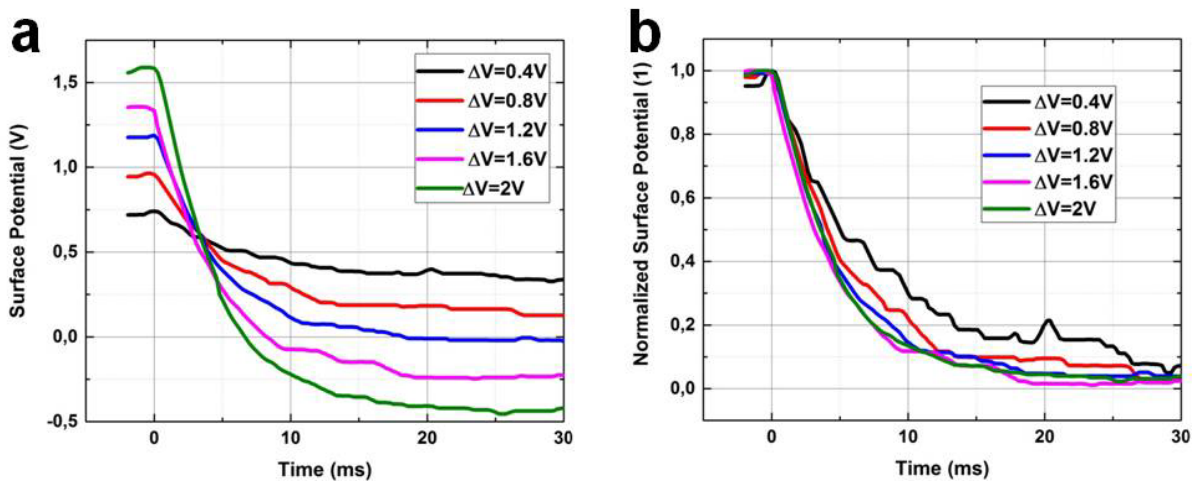 a
Surface Potential (V)
1,5
1,0
0,5
0,0
-0,5
0
10
20
30
Time (ms)
ΔV=0.4V
ΔV=0.8V
ΔV=1.2V
ΔV=1.6V
ΔV=2V
b
Normalized Surface Potential (1)
1,0
0,8
0,6
0,4
0,2
0,0
0
10
20
30
Time (ms)
ΔV=0.4V
ΔV=0.8V
ΔV=1.2V
ΔV=1.6V
ΔV=2V